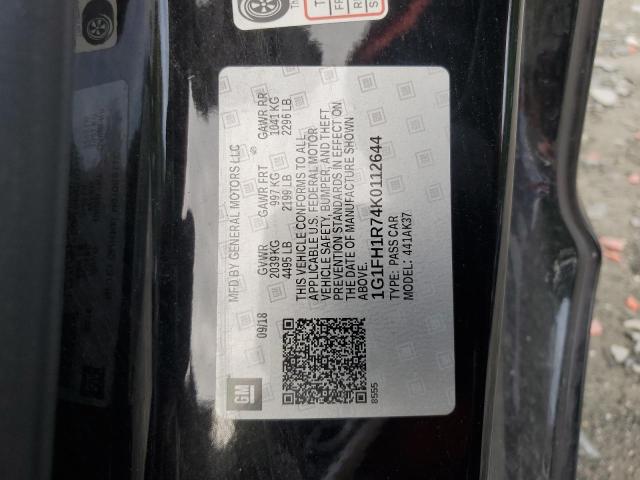 MFD BY GENERAL MOTORS LLC
GVWR GAWR FRT GAWR RR
2039 KG 997 KG 1041 KG
4495 LB 2199 LB 2296 LB
09/18
THIS VEHICLE CONFORMS TO ALL
APPLICABLE U.S. FEDERAL MOTOR
VEHICLE SAFETY, BUMPER, AND THEFT
PREVENTION STANDARDS IN EFFECT ON
THE DATE OF MANUFACTURE SHOWN
ABOVE.
1G1FH1R74K0112644
TYPE: PASS CAR
MODEL: 441AK37
GM
8555